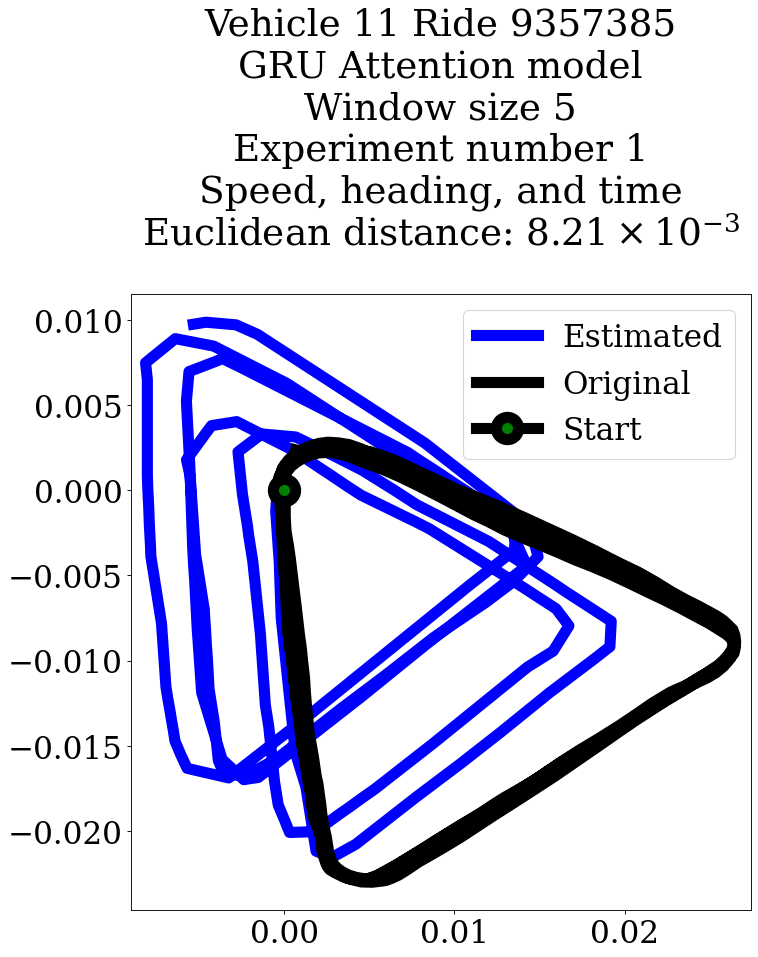 Vehicle 11 Ride 9357385
GRU Attention model
Window size 5
Experiment number 1
Speed, heading, and time
Euclidean distance: 8.21 × 10⁻³
Estimated
Original
Start
0.010
0.005
0.000
−0.005
−0.010
−0.015
−0.020
0.00 0.01 0.02